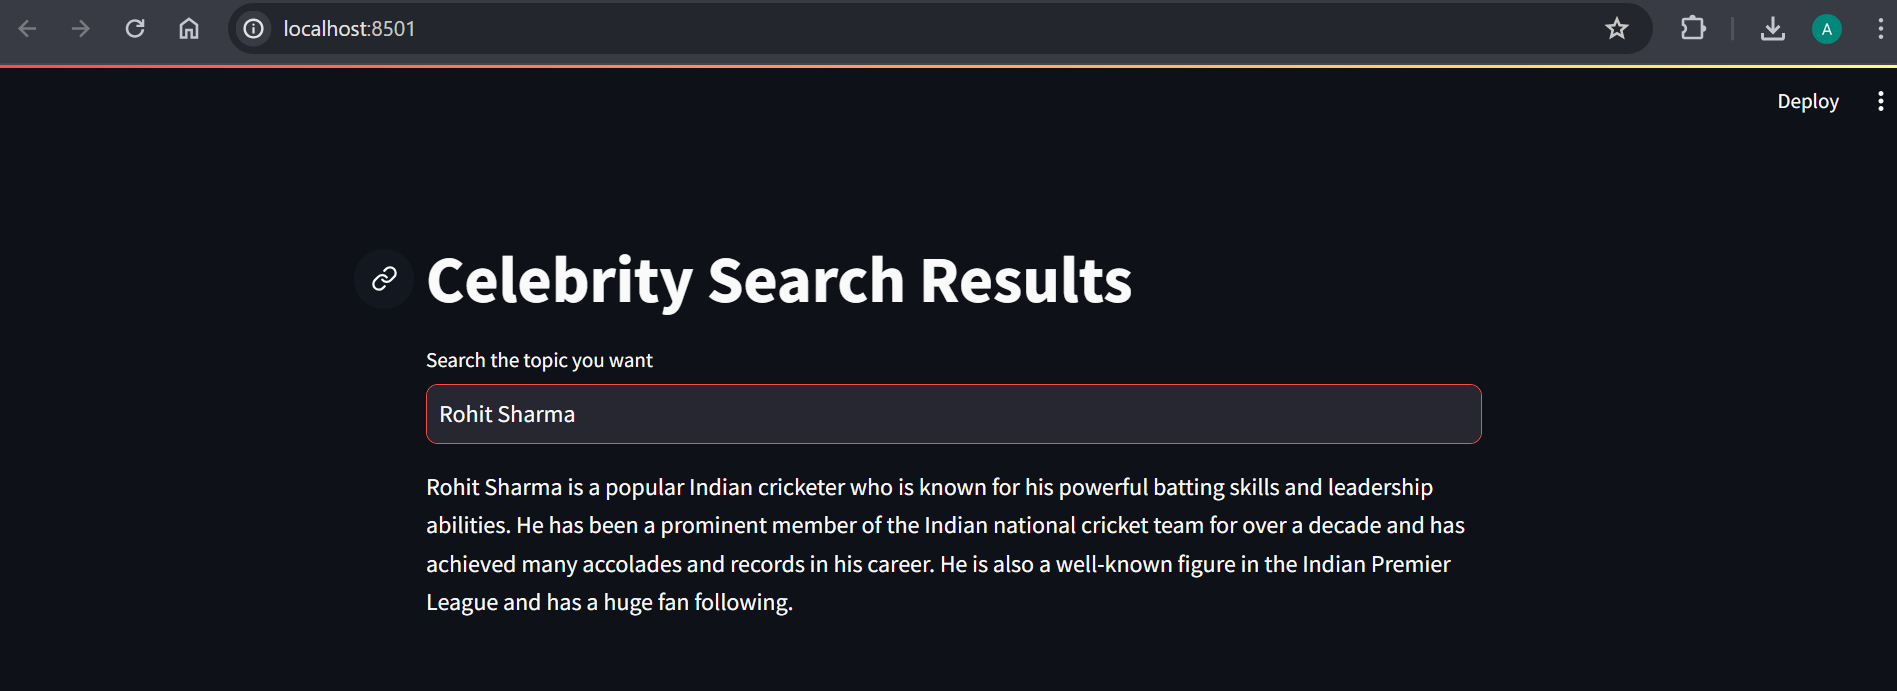 localhost:8501
A
Deploy
Celebrity Search Results
Search the topic you want
Rohit Sharma
Rohit Sharma is a popular Indian cricketer who is known for his powerful batting skills and leadership
abilities. He has been a prominent member of the Indian national cricket team for over a decade and has
achieved many accolades and records in his career. He is also a well-known figure in the Indian Premier
League and has a huge fan following.